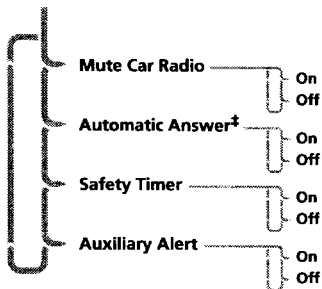 Mute Car Radio
On
Off
Automatic Answer‡
On
Off
Safety Timer
On
Off
Auxiliary Alert
On
Off